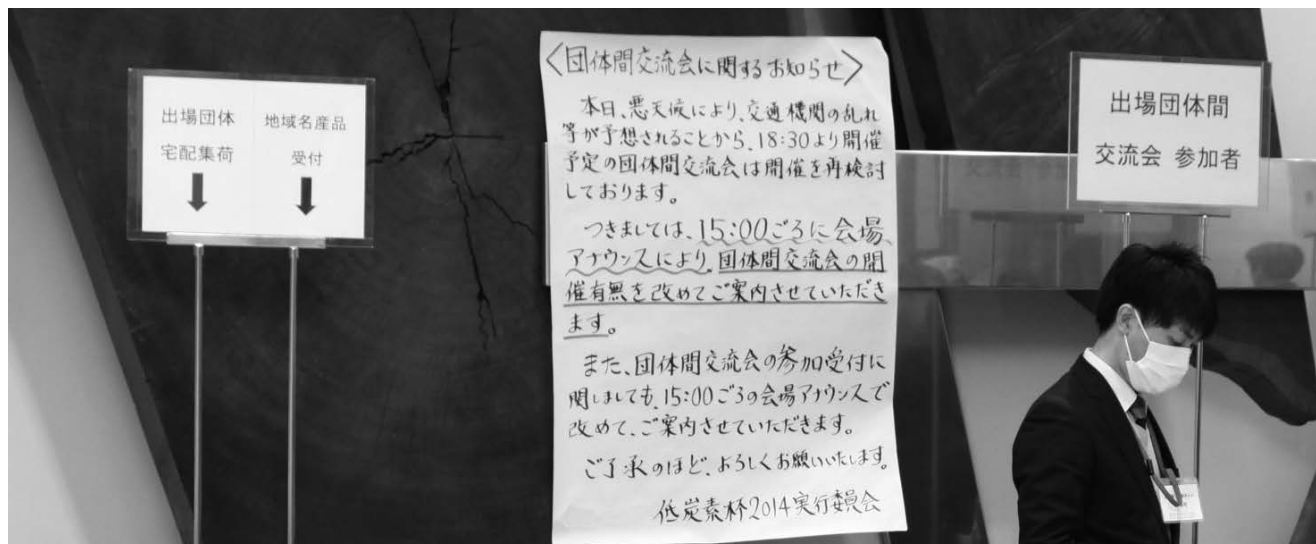 出場団体
宅配集荷
地域名産品
受付
<団体間交流会に関するお知らせ>
本日、悪天候により、交通機関の乱れ
等が予想されることから、18:30より開催
予定の団体間交流会は開催を再検討
しております。
つきましては、15:00ごろに会場
アナウンスにより、団体間交流会の開
催有無を改めてご案内させていただき
ます。
また、団体間交流会の参加受付に
関しましても、15:00ごろの会場アナウンスで
改めて、ご案内させていただきます。
ご了承のほど、よろしくお願いいたします。
低炭素杯2014実行委員会
出場団体間
交流会 参加者